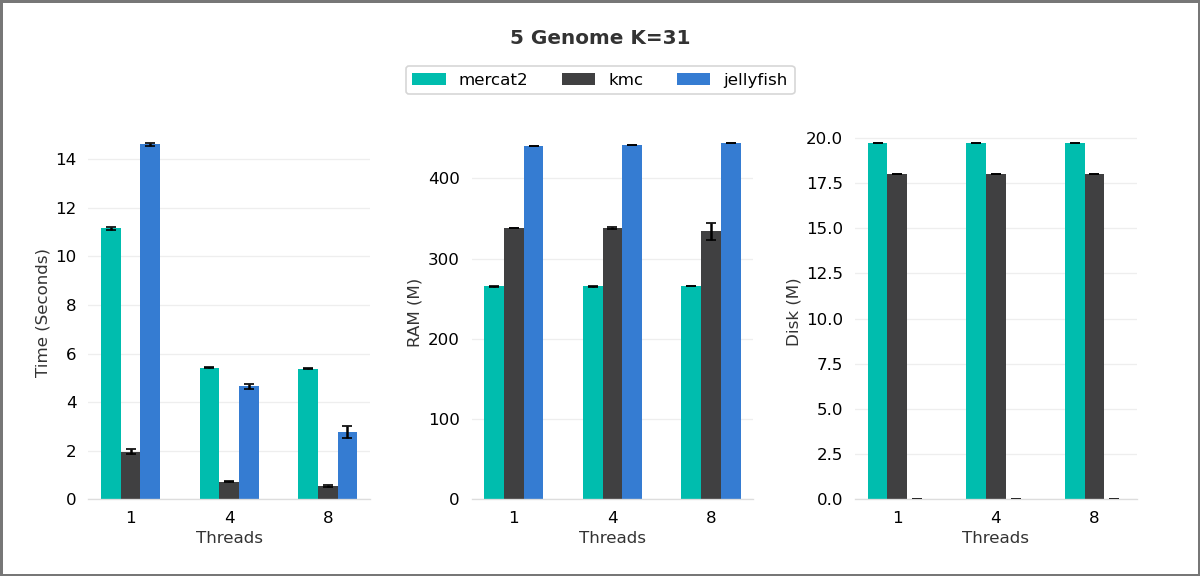 5 Genome K=31
mercat2 kmc jellyfish
Time (Seconds)
14
12
10
8
6
4
2
0
1 4 8
Threads
RAM (M)
400
300
200
100
0
1 4 8
Threads
Disk (M)
20.0
17.5
15.0
12.5
10.0
7.5
5.0
2.5
0.0
1 4 8
Threads